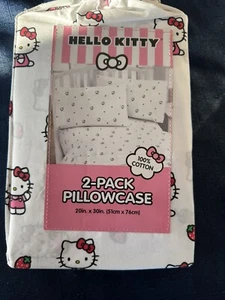 HELLO KITTY
100%
COTTON
2-PACK
PILLOWCASE
20in. x 30in. (51cm x 76cm)